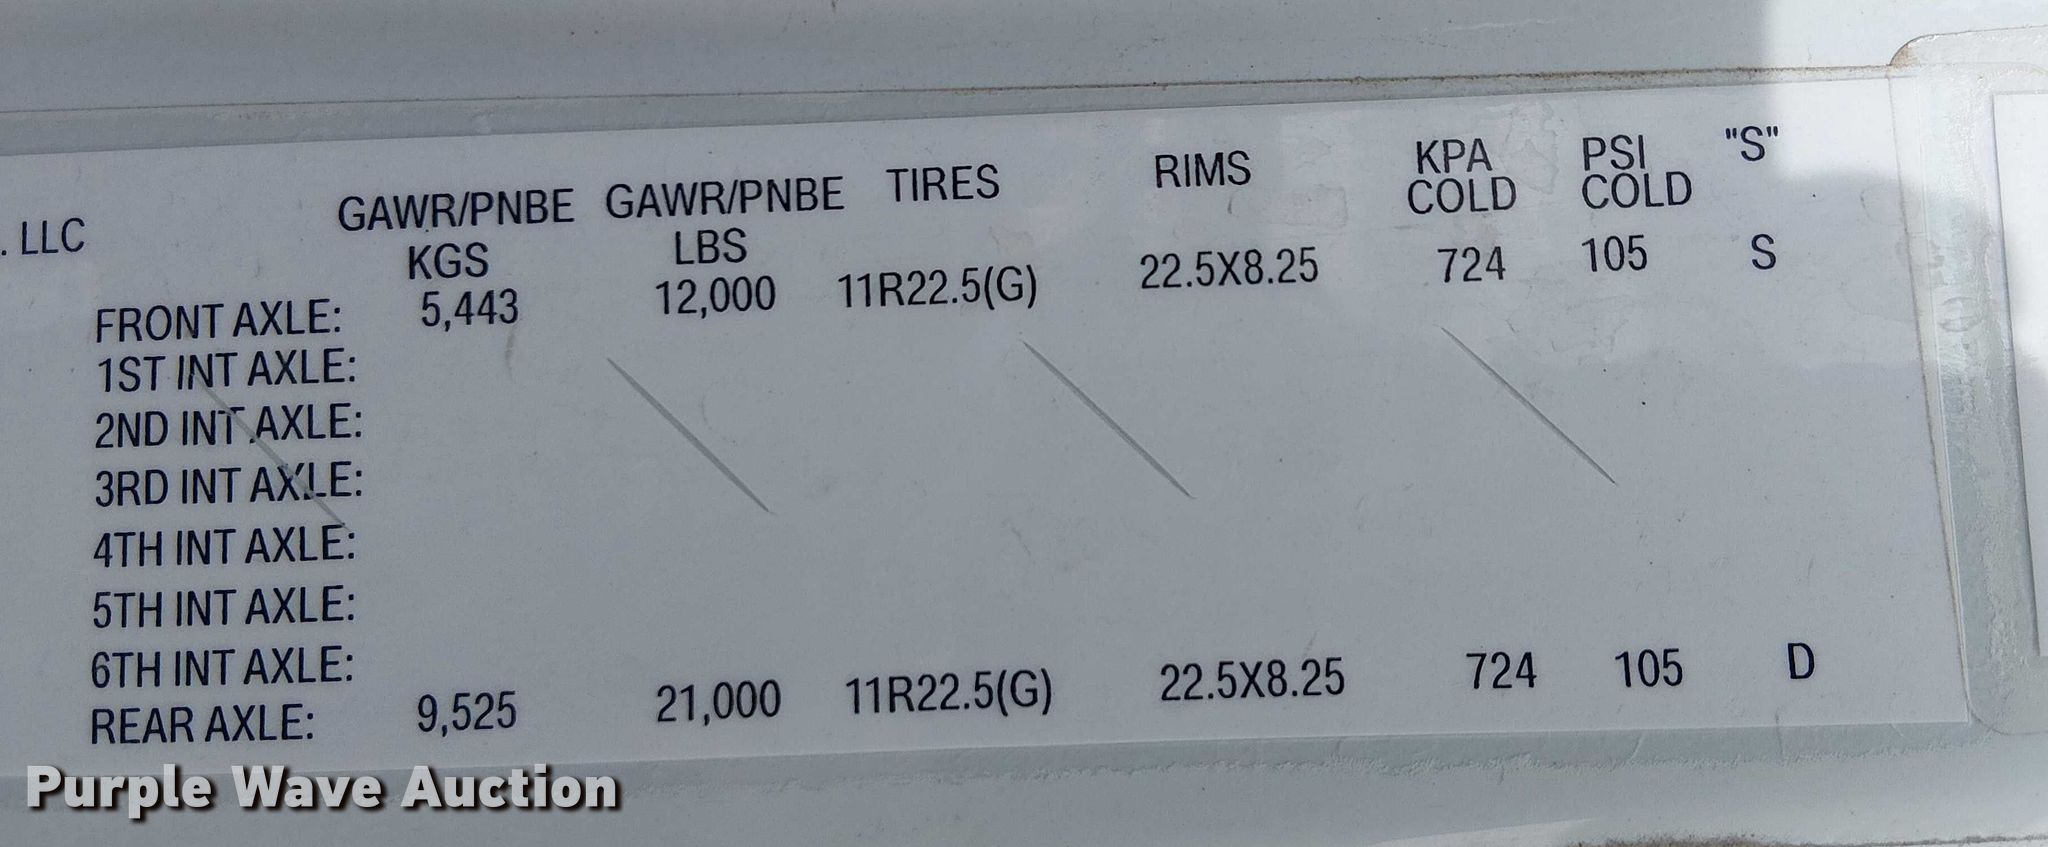 GAWR/PNBE GAWR/PNBE TIRES RIMS KPA PSI "S"
. LLC KGS LBS COLD COLD
FRONT AXLE: 5,443 12,000 11R22.5(G) 22.5X8.25 724 105 S
1ST INT AXLE:
2ND INT AXLE:
3RD INT AXLE:
4TH INT AXLE:
5TH INT AXLE:
6TH INT AXLE:
REAR AXLE: 9,525 21,000 11R22.5(G) 22.5X8.25 724 105 D
Purple Wave Auction